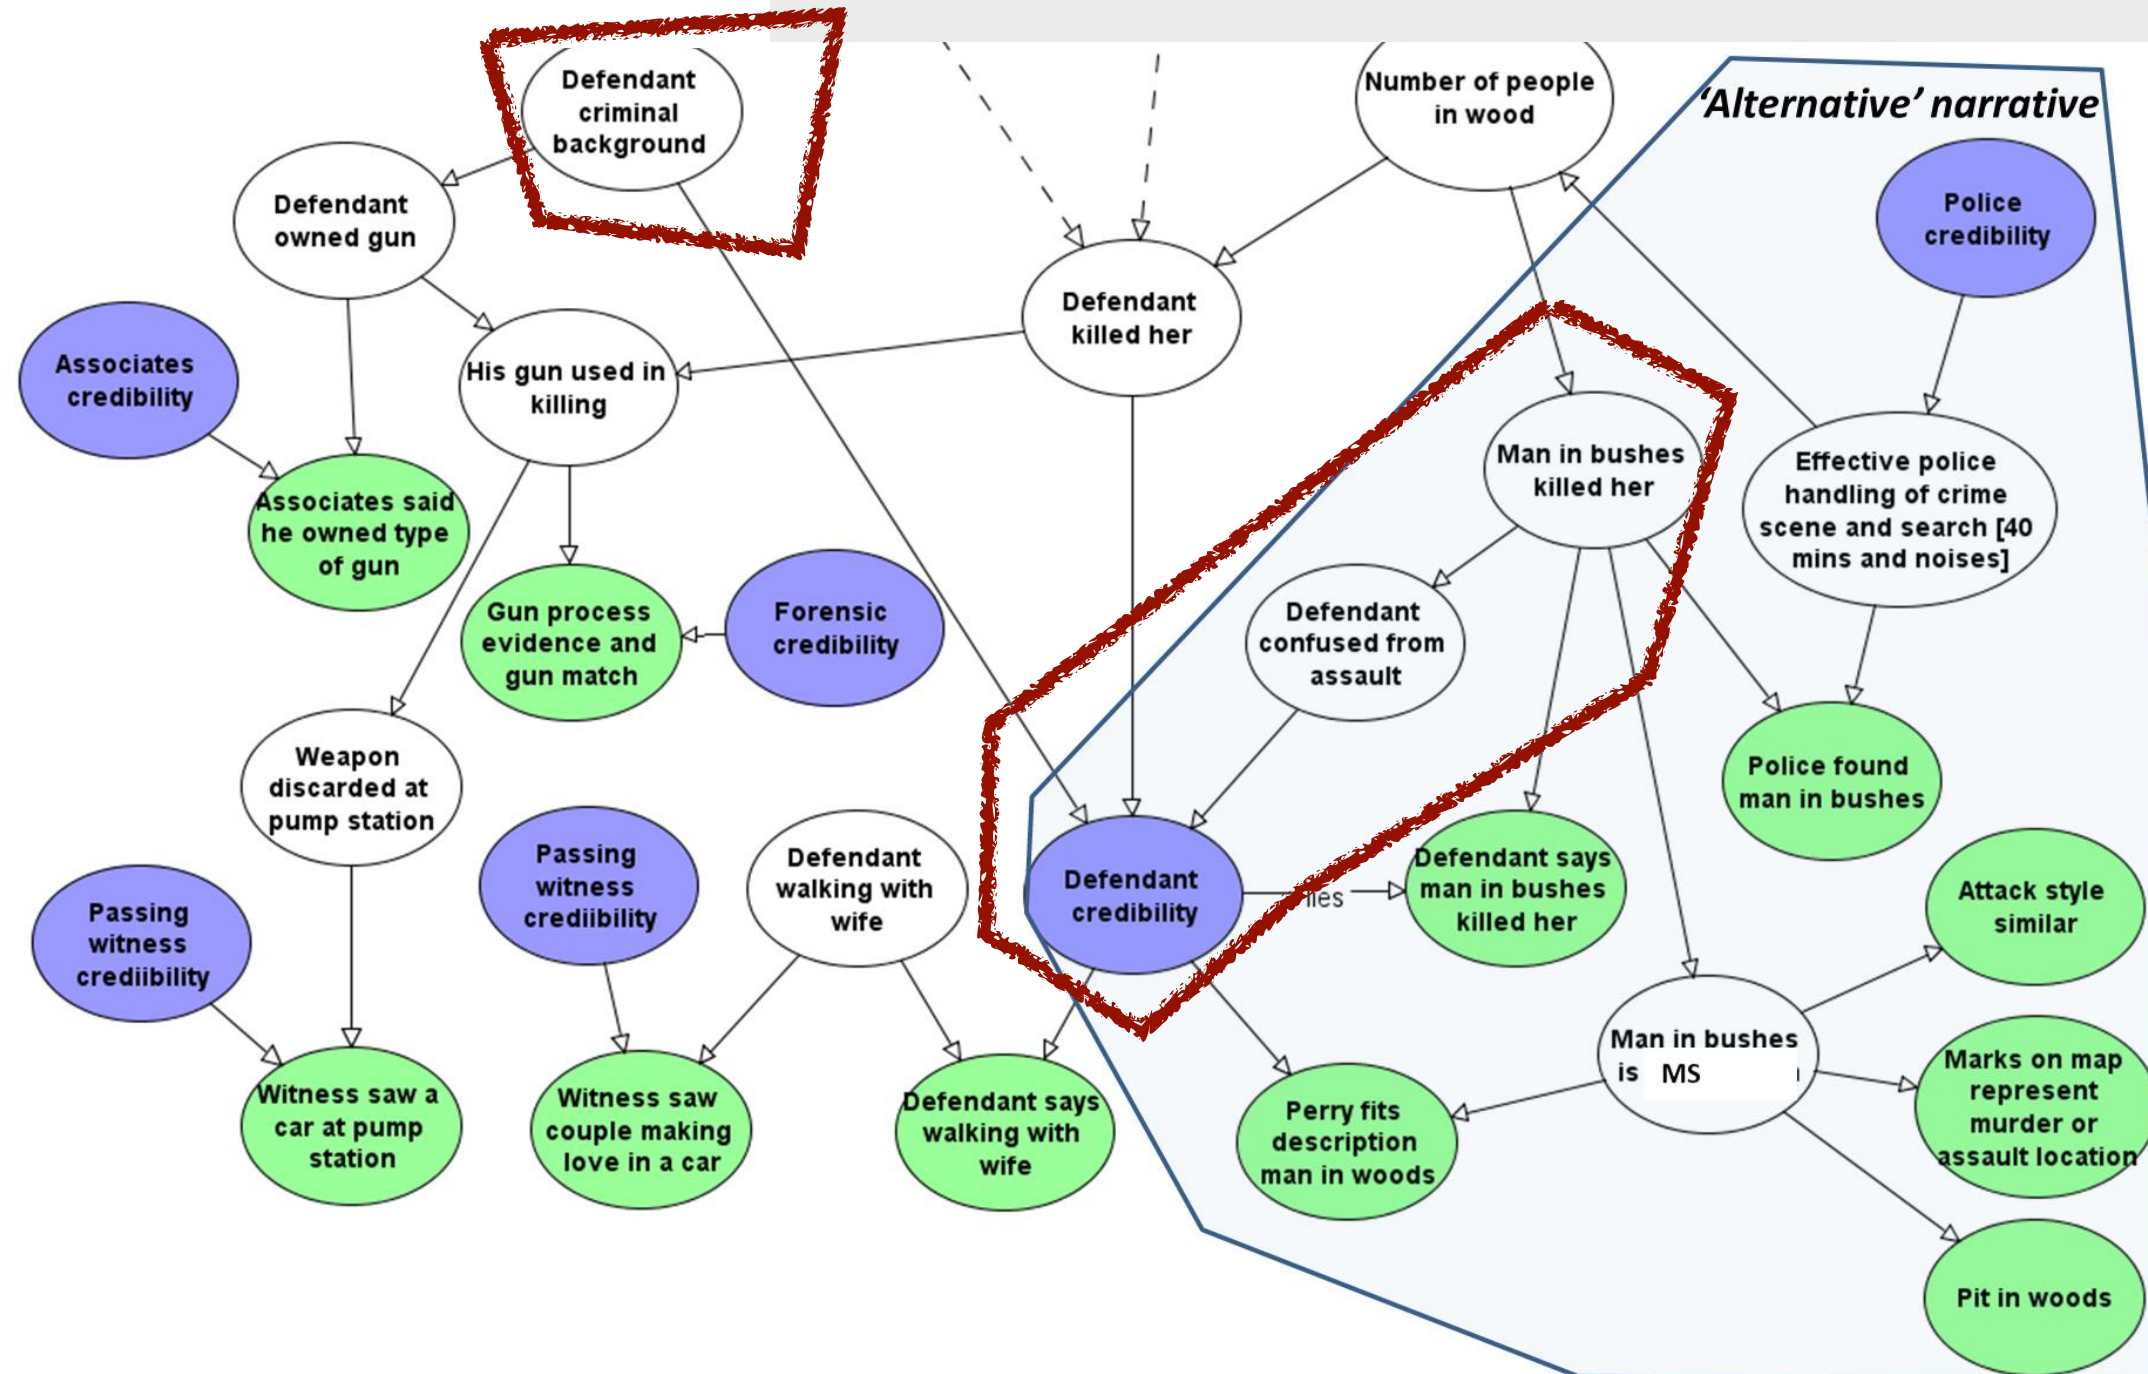 Defendant
criminal
background
Number of people
in wood
‘Alternative’ narrative
Police
credibility
Defendant
owned gun
Defendant
killed her
Associates
credibility
His gun used in
killing
Man in bushes
killed her
Effective police
handling of crime
scene and search [40
mins and noises]
Associates said
he owned type
of gun
Gun process
evidence and
gun match
Forensic
credibility
Defendant
confused from
assault
Weapon
discarded at
pump station
Police found
man in bushes
Passing
witness
crediibility
Passing
witness
crediibility
Defendant
walking with
wife
Defendant
credibility
Defendant says
man in bushes
killed her
Attack style
similar
Man in bushes
is MS
Witness saw a
car at pump
station
Witness saw
couple making
love in a car
Defendant says
walking with
wife
Perry fits
description
man in woods
Marks on map
represent
murder or
assault location
Pit in woods